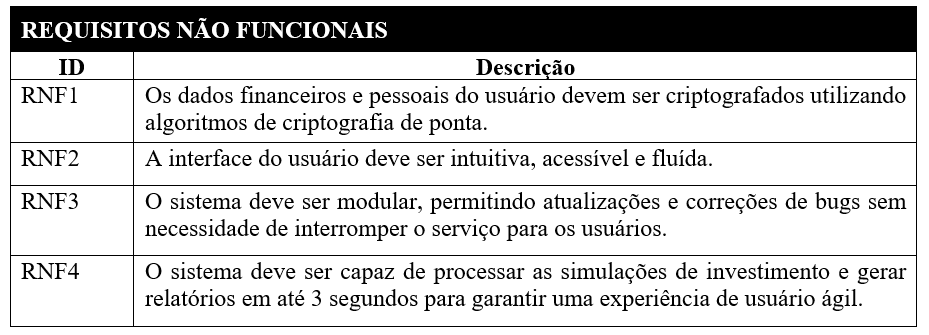 REQUISITOS NÃO FUNCIONAIS
ID Descrição
RNF1 Os dados financeiros e pessoais do usuário devem ser criptografados utilizando
algoritmos de criptografia de ponta.
RNF2 A interface do usuário deve ser intuitiva, acessível e fluída.
RNF3 O sistema deve ser modular, permitindo atualizações e correções de bugs sem
necessidade de interromper o serviço para os usuários.
RNF4 O sistema deve ser capaz de processar as simulações de investimento e gerar
relatórios em até 3 segundos para garantir uma experiência de usuário ágil.